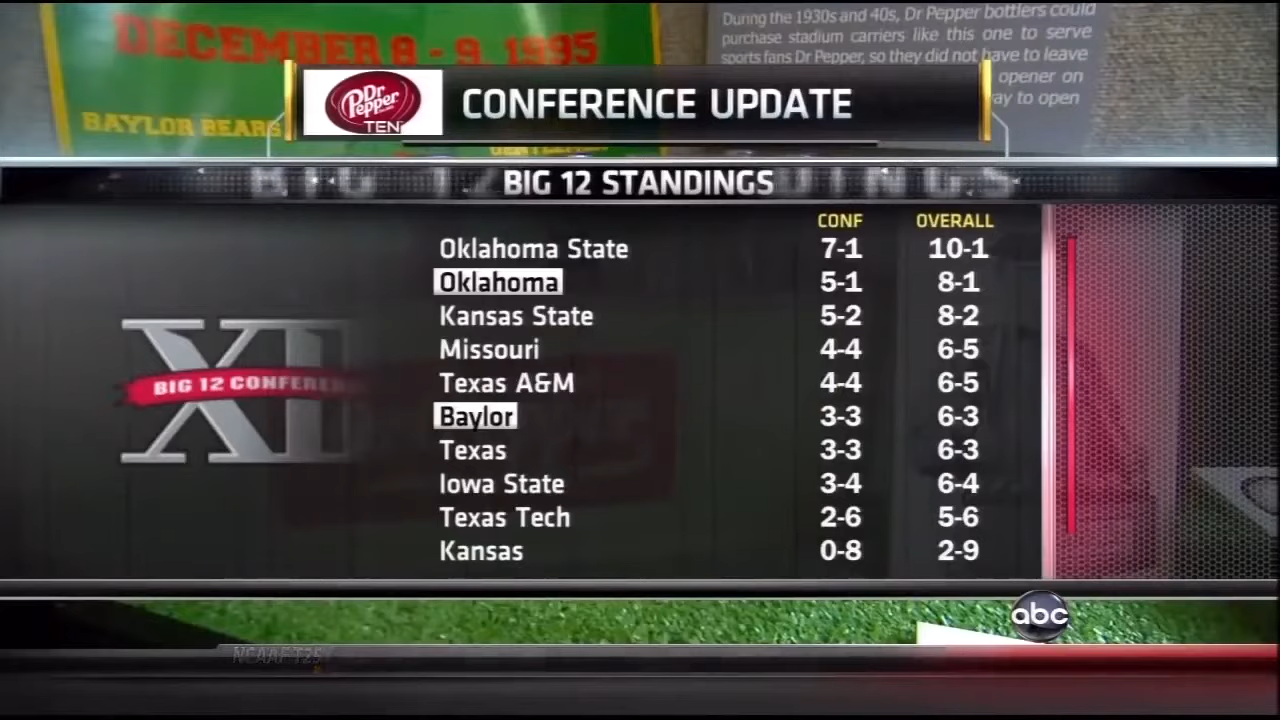 DECEMBER 8 - 9, 1995
BAYLOR BEARS
During the 1930s and 40s, Dr Pepper bottlers could
purchase stadium carriers like this one to serve
sports fans Dr Pepper, so they did not have to leave
opener on
to open
Dr Pepper TEN
CONFERENCE UPDATE
BIG 12 STANDINGS
CONF OVERALL
Oklahoma State 7-1 10-1
Oklahoma 5-1 8-1
Kansas State 5-2 8-2
Missouri 4-4 6-5
Texas A&M 4-4 6-5
Baylor 3-3 6-3
Texas 3-3 6-3
Iowa State 3-4 6-4
Texas Tech 2-6 5-6
Kansas 0-8 2-9
XII
BIG 12 CONFERENCE
abc
NCAAF T25